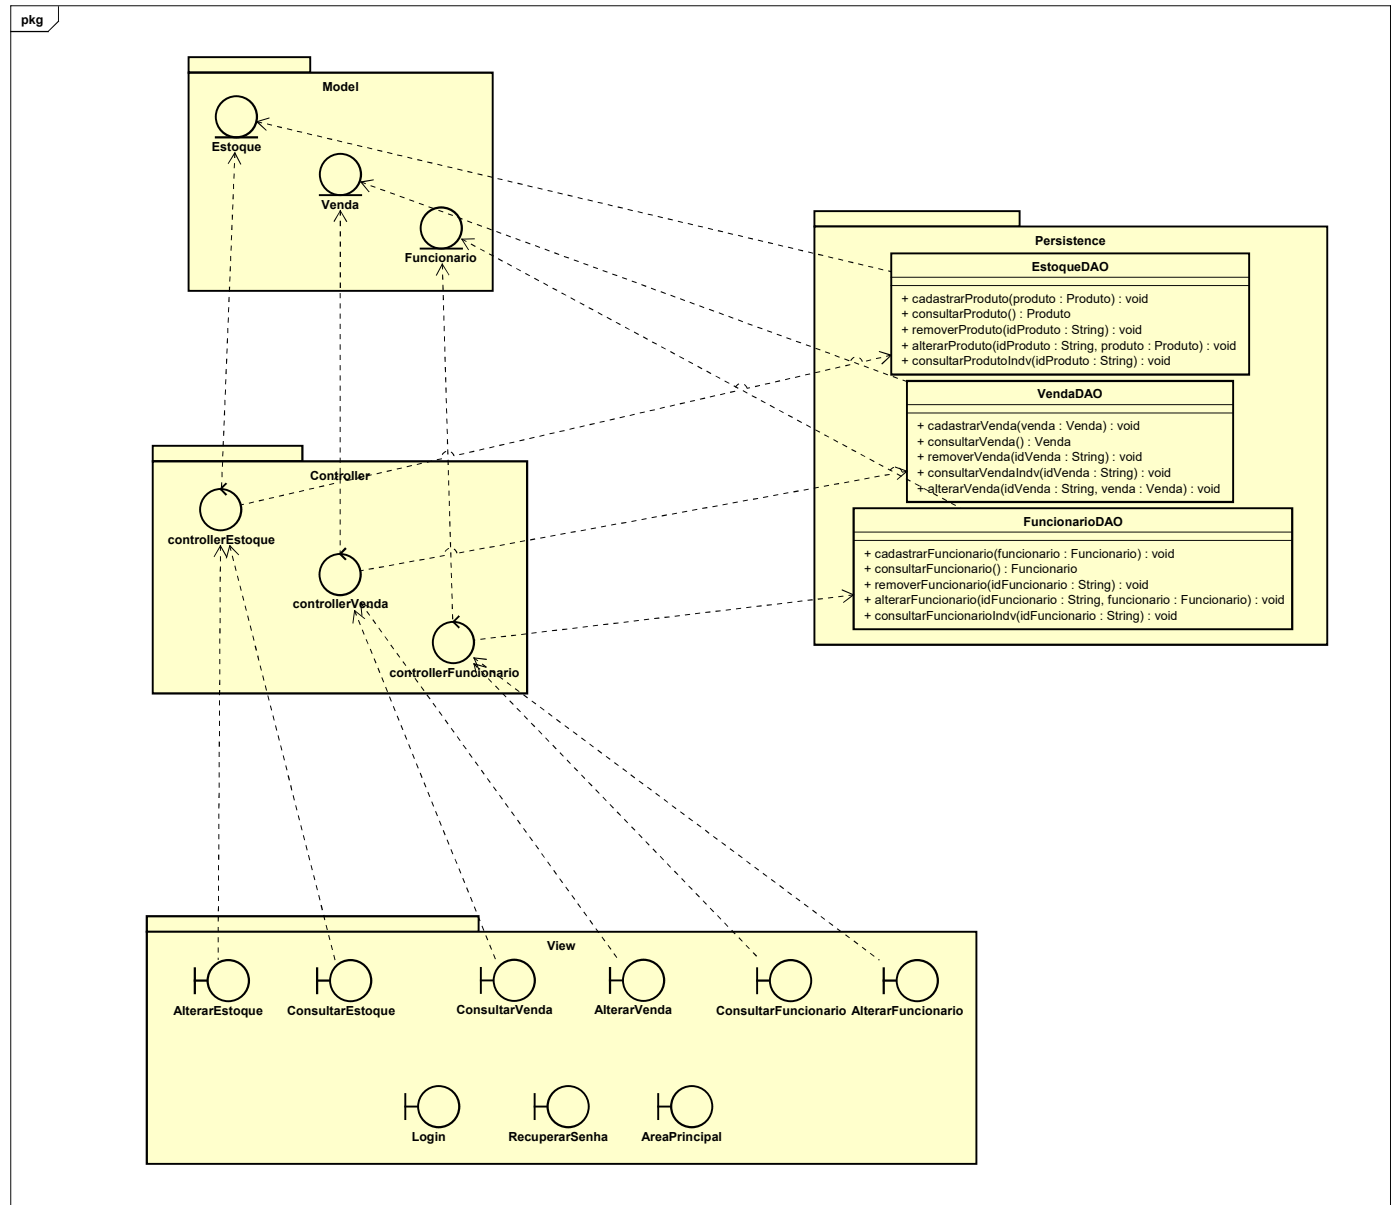 pkg
Model
Estoque
Venda
Funcionario
Persistence
EstoqueDAO
+ cadastrarProduto(produto : Produto) : void
+ consultarProduto() : Produto
+ removerProduto(idProduto : String) : void
+ alterarProduto(idProduto : String, produto : Produto) : void
+ consultarProdutoIndv(idProduto : String) : void
VendaDAO
+ cadastrarVenda(venda : Venda) : void
+ consultarVenda() : Venda
+ removerVenda(idVenda : String) : void
+ consultarVendaIndv(idVenda : String) : void
+ alterarVenda(idVenda : String, venda : Venda) : void
FuncionarioDAO
+ cadastrarFuncionario(funcionario : Funcionario) : void
+ consultarFuncionario() : Funcionario
+ removerFuncionario(idFuncionario : String) : void
+ alterarFuncionario(idFuncionario : String, funcionario : Funcionario) : void
+ consultarFuncionarioIndv(idFuncionario : String) : void
Controller
controllerEstoque
controllerVenda
controllerFuncionario
View
AlterarEstoque
ConsultarEstoque
ConsultarVenda
AlterarVenda
ConsultarFuncionario
AlterarFuncionario
Login
RecuperarSenha
AreaPrincipal